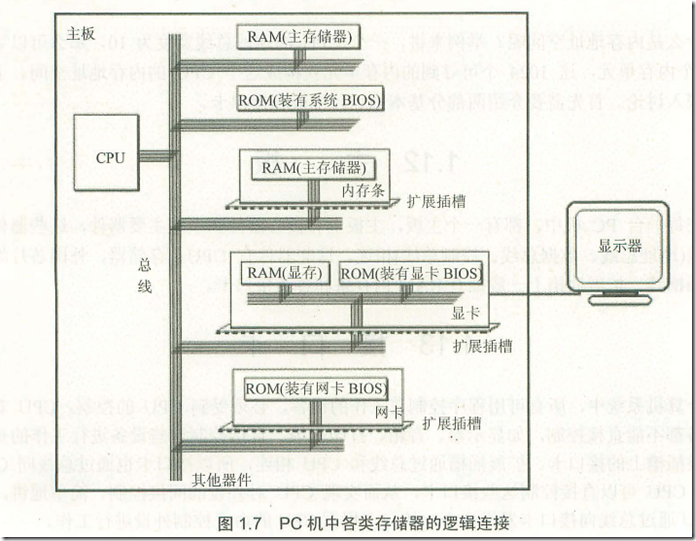 主板
RAM(主存储器)
ROM(装有系统 BIOS)
CPU
RAM(主存储器)
内存条
扩展插槽
总线
RAM(显存)
ROM(装有显卡 BIOS)
显卡
扩展插槽
显示器
ROM(装有网卡 BIOS)
网卡
扩展插槽
其他器件
图 1.7 PC 机中各类存储器的逻辑连接